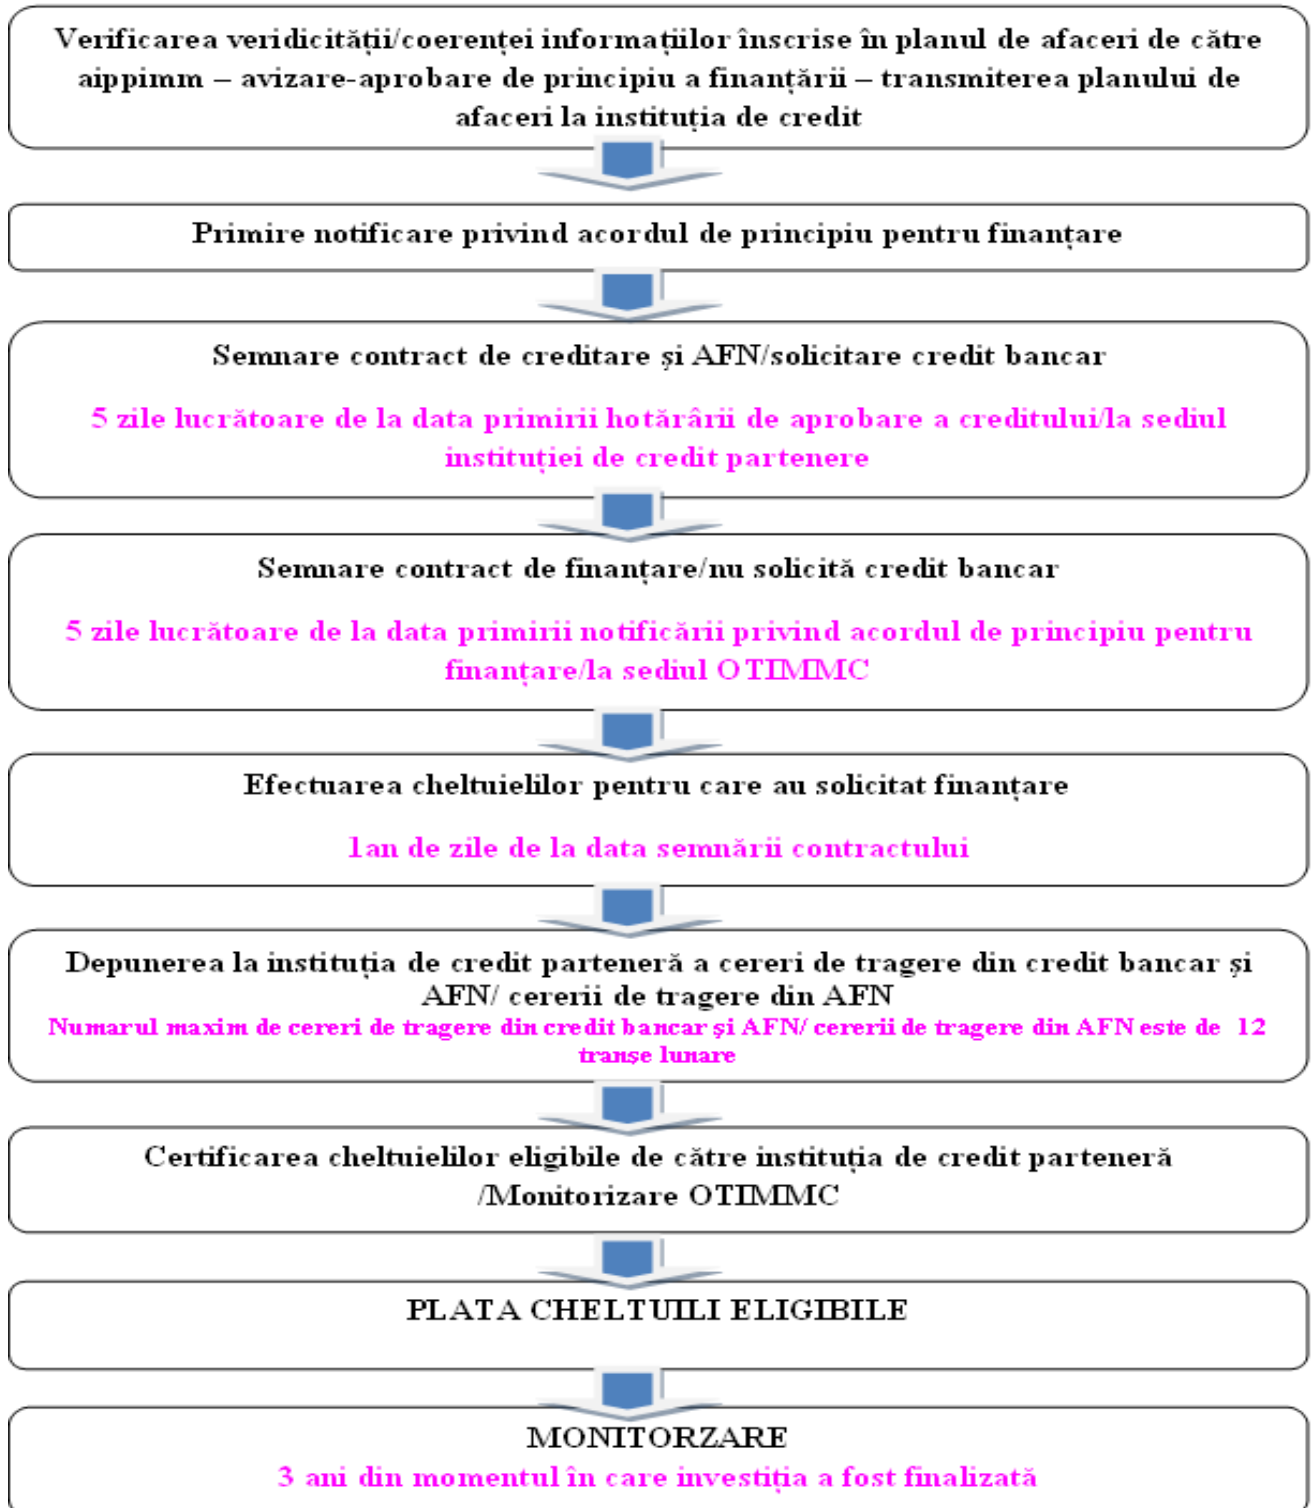 Verificarea veridicității/coerenței informațiilor înscrise în planul de afaceri de către
aippimm – avizare-aprobare de principiu a finanțării – transmiterea planului de
afaceri la instituția de credit
Primire notificare privind acordul de principiu pentru finanțare
Semnare contract de creditare și AFN/solicitare credit bancar
5 zile lucrătoare de la data primirii hotărârii de aprobare a creditului/la sediul
instituției de credit partenere
Semnare contract de finanțare/nu solicită credit bancar
5 zile lucrătoare de la data primirii notificării privind acordul de principiu pentru
finanțare/la sediul OTIMMC
Efectuarea cheltuielilor pentru care au solicitat finanțare
1an de zile de la data semnării contractului
Depunerea la instituția de credit parteneră a cereri de tragere din credit bancar și
AFN/ cererii de tragere din AFN
Numarul maxim de cereri de tragere din credit bancar și AFN/ cererii de tragere din AFN este de 12
transe lunare
Certificarea cheltuielilor eligibile de către instituția de credit parteneră
/Monitorizare OTIMMC
PLATA CHELTUILI ELIGIBILE
MONITORZARE
3 ani din momentul în care investiția a fost finalizată